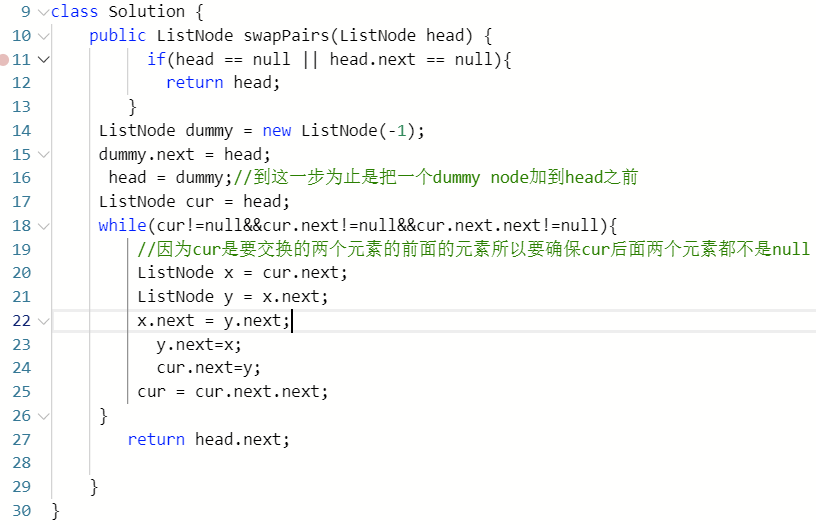 9 class Solution {
10 public ListNode swapPairs(ListNode head) {
11 if(head == null || head.next == null){
12 return head;
13 }
14 ListNode dummy = new ListNode(-1);
15 dummy.next = head;
16 head = dummy;//到这一步为止是把一个dummy node加到head之前
17 ListNode cur = head;
18 while(cur!=null&&cur.next!=null&&cur.next.next!=null){
19 //因为cur是要交换的两个元素的前面的元素所以要确保cur后面两个元素都不是null
20 ListNode x = cur.next;
21 ListNode y = x.next;
22 x.next = y.next;
23 y.next=x;
24 cur.next=y;
25 cur = cur.next.next;
26 }
27 return head.next;
28
29 }
30 }